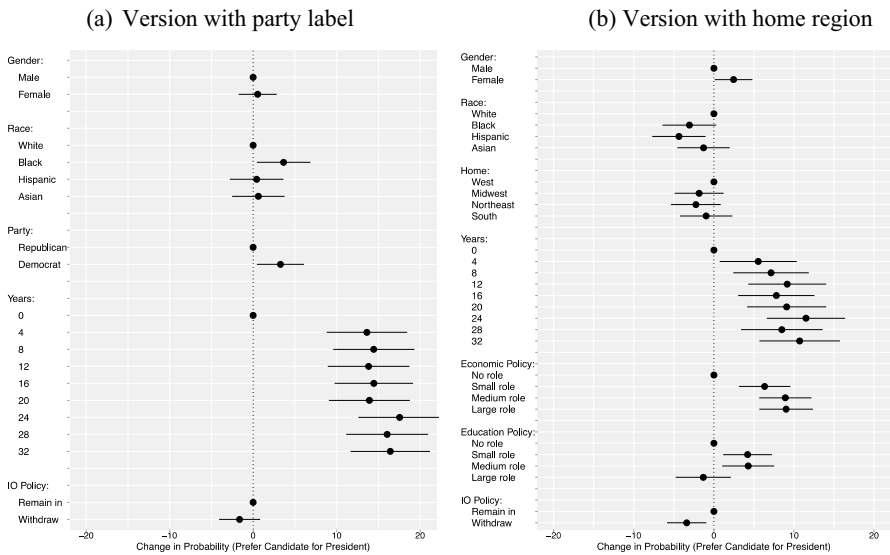 (a) Version with party label
Gender:
Male
Female
Race:
White
Black
Hispanic
Asian
Party:
Republican
Democrat
Years:
0
4
8
12
16
20
24
28
32
IO Policy:
Remain in
Withdraw
−20 −10 0 10 20
Change in Probability (Prefer Candidate for President)
(b) Version with home region
Gender:
Male
Female
Race:
White
Black
Hispanic
Asian
Home:
West
Midwest
Northeast
South
Years:
0
4
8
12
16
20
24
28
32
Economic Policy:
No role
Small role
Medium role
Large role
Education Policy:
No role
Small role
Medium role
Large role
IO Policy:
Remain in
Withdraw
−20 −10 0 10 20
Change in Probability (Prefer Candidate for President)